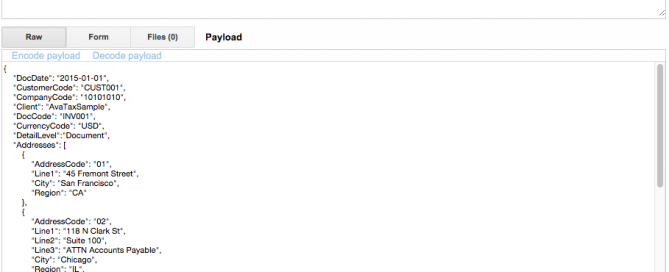 Raw Form Files (0) Payload
Encode payload Decode payload
{
"DocDate": "2015-01-01",
"CustomerCode": "CUST001",
"CompanyCode": "10101010",
"Client": "AvaTaxSample",
"DocCode": "INV001",
"CurrencyCode": "USD",
"DetailLevel":"Document",
"Addresses": [
{
"AddressCode": "01",
"Line1": "45 Fremont Street",
"City": "San Francisco",
"Region": "CA"
},
{
"AddressCode": "02",
"Line1": "118 N Clark St",
"Line2": "Suite 100",
"Line3": "ATTN Accounts Payable",
"City": "Chicago",
"Region": "IL",